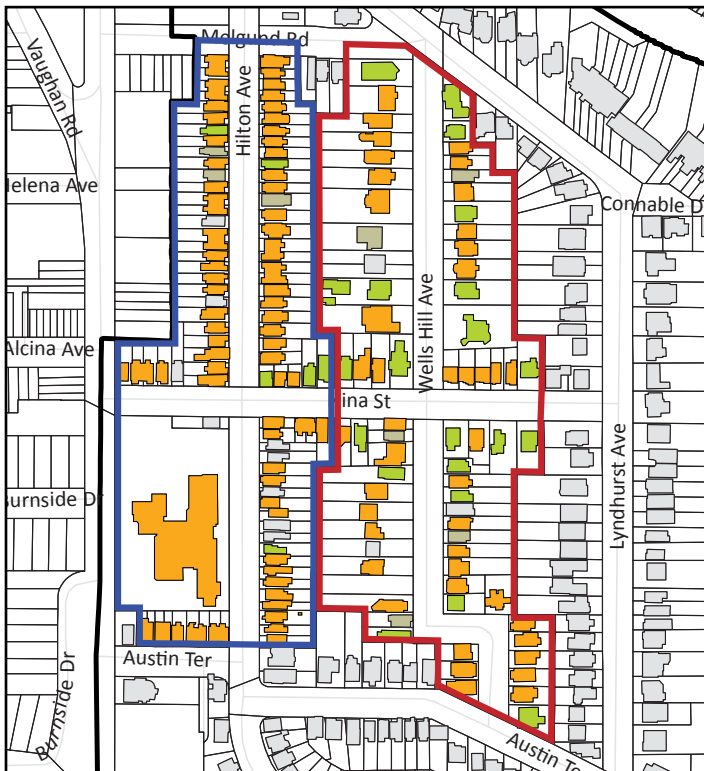 Melgund Rd
Vaughan Rd
Hilton Ave
Helena Ave
Connable D
Wells Hill Ave
Alcina Ave
ina St
Lyndhurst Ave
urnside Dr
Austin Ter
Burnside Dr
Austin Te